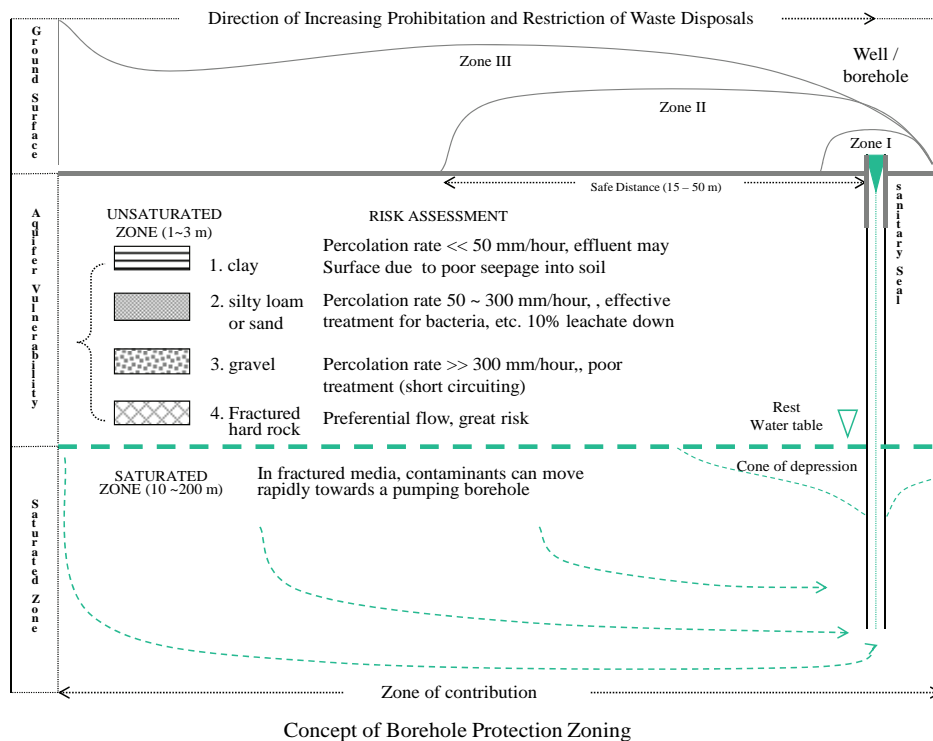 Direction of Increasing Prohibitation and Restriction of Waste Disposals
Ground Surface
Zone III
Well /
borehole
Zone II
Zone I
Safe Distance (15 – 50 m)
sanitary Seal
Aquifer Vulnerability
UNSATURATED
ZONE (1~3 m)
RISK ASSESSMENT
1. clay
Percolation rate << 50 mm/hour, effluent may
Surface due to poor seepage into soil
2. silty loam
or sand
Percolation rate 50 ~ 300 mm/hour, , effective
treatment for bacteria, etc. 10% leachate down
3. gravel
Percolation rate >> 300 mm/hour,, poor
treatment (short circuiting)
4. Fractured
hard rock
Preferential flow, great risk
Rest
Water table
Saturated Zone
SATURATED
ZONE (10 ~200 m)
In fractured media, contaminants can move
rapidly towards a pumping borehole
Cone of depression
Zone of contribution
Concept of Borehole Protection Zoning